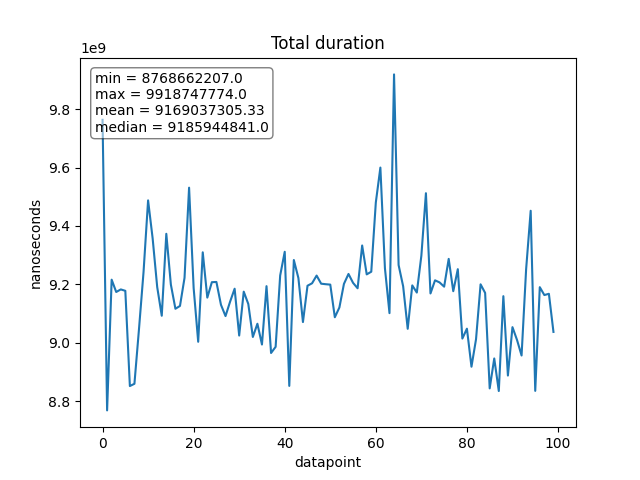 Total duration
1e9
min = 8768662207.0
max = 9918747774.0
mean = 9169037305.33
median = 9185944841.0
9.8
9.6
9.4
9.2
9.0
8.8
nanoseconds
0 20 40 60 80 100
datapoint